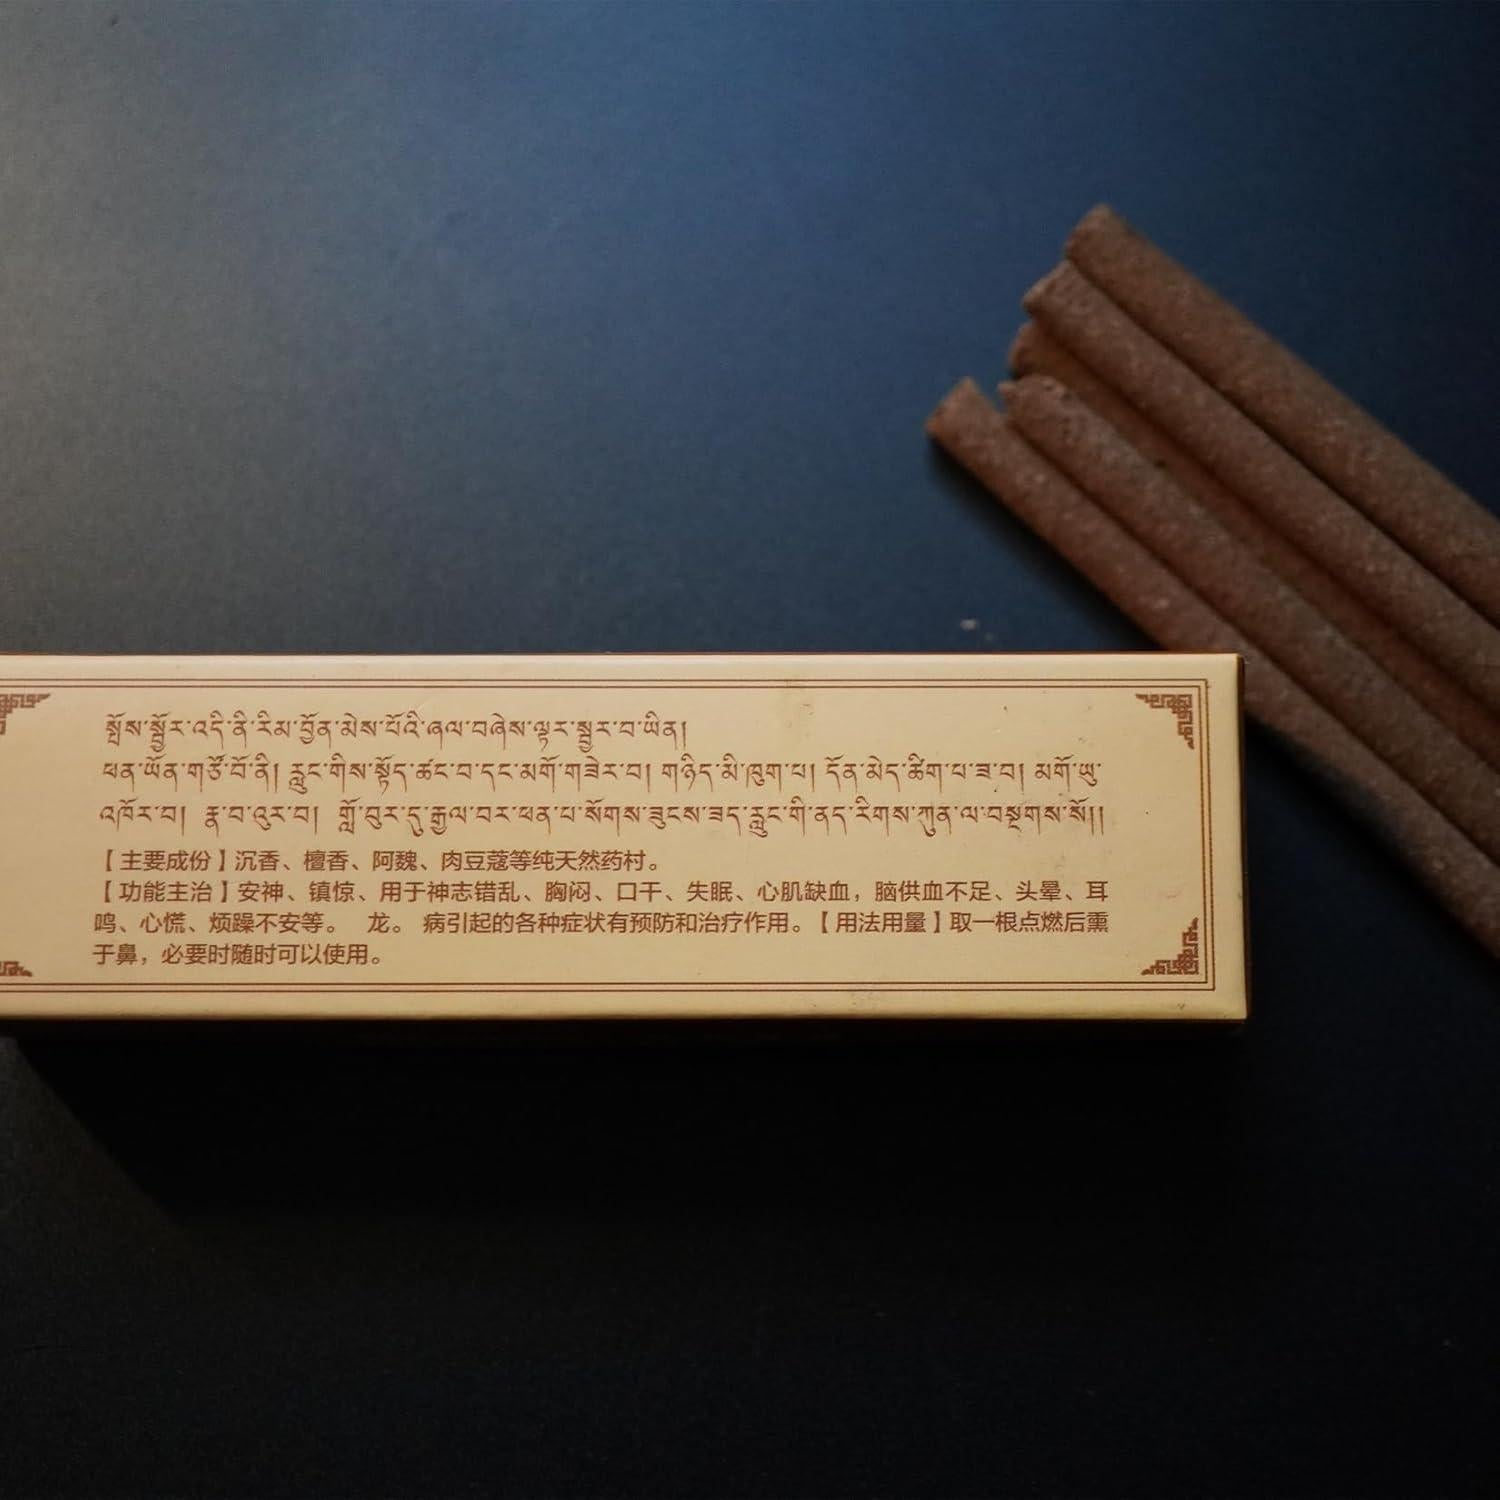 སྤོས་སྦྱོར་འདི་ནི་རིམ་བྱོན་མེས་པོའི་ཞལ་བཤེས་ལྟར་སྦྱར་བ་ཡིན།
ཕན་ཡོན་གཙོ་བོ་ནི། རླུང་གིས་སྟོད་ཚང་བ་དང་མགོ་གཟེར་བ། གཉིད་མི་ཁུག་པ། དོན་མེད་ཚིག་པ་ཟ་བ། མགོ་ཡུ་
འཁོར་བ། རྣ་བ་འུར་བ། གློ་བུར་དུ་རྒྱལ་བར་ཕན་པ་སོགས་ཟུངས་ཟད་རླུང་གི་ནད་རིགས་ཀུན་ལ་བསྔགས་སོ།།
【主要成份】沉香、檀香、阿魏、肉豆蔻等纯天然药材。
【功能主治】安神、镇惊、用于神志错乱、胸闷、口干、失眠、心肌缺血，脑供血不足、头晕、耳
鸣、心慌、烦躁不安等。 龙。 病引起的各种症状有预防和治疗作用。【用法用量】取一根点燃后熏
于鼻，必要时随时可以使用。